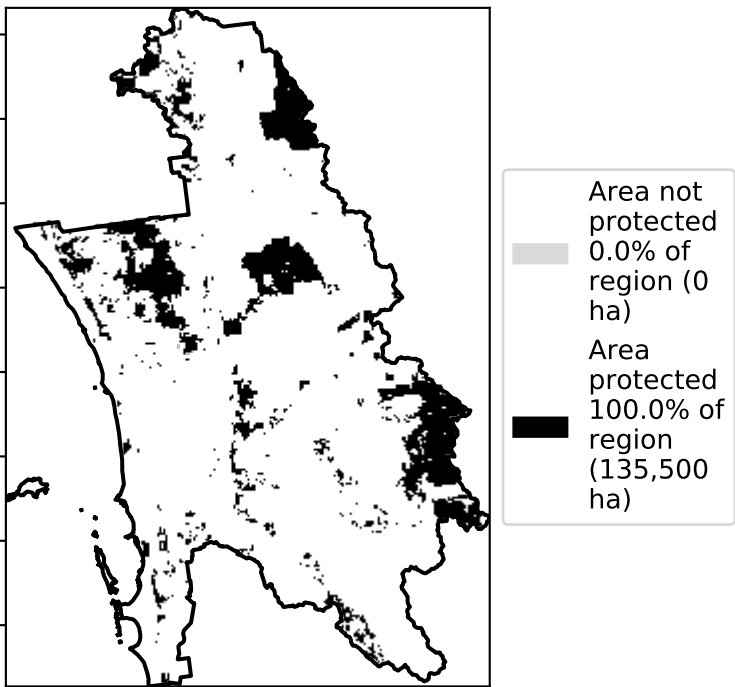 Area not
protected
0.0% of
region (0
ha)
Area
protected
100.0% of
region
(135,500
ha)